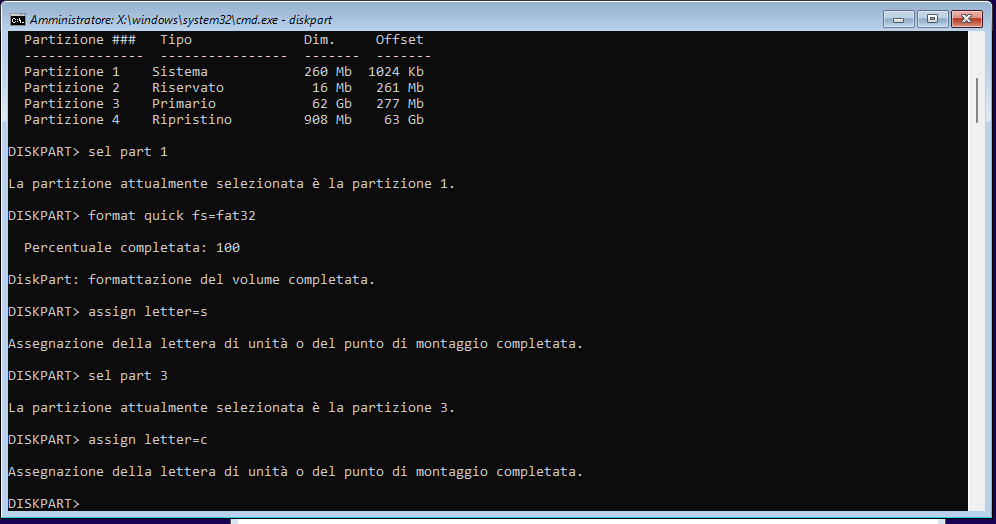 Amministratore: X:\windows\system32\cmd.exe - diskpart
Partizione ###   Tipo              Dim.     Offset
---------------  ----------------  -------  -------
Partizione 1    Sistema            260 Mb  1024 Kb
Partizione 2    Riservato           16 Mb   261 Mb
Partizione 3    Primario            62 Gb   277 Mb
Partizione 4    Ripristino         908 Mb    63 Gb
DISKPART> sel part 1
La partizione attualmente selezionata è la partizione 1.
DISKPART> format quick fs=fat32
Percentuale completata: 100
DiskPart: formattazione del volume completata.
DISKPART> assign letter=s
Assegnazione della lettera di unità o del punto di montaggio completata.
DISKPART> sel part 3
La partizione attualmente selezionata è la partizione 3.
DISKPART> assign letter=c
Assegnazione della lettera di unità o del punto di montaggio completata.
DISKPART>